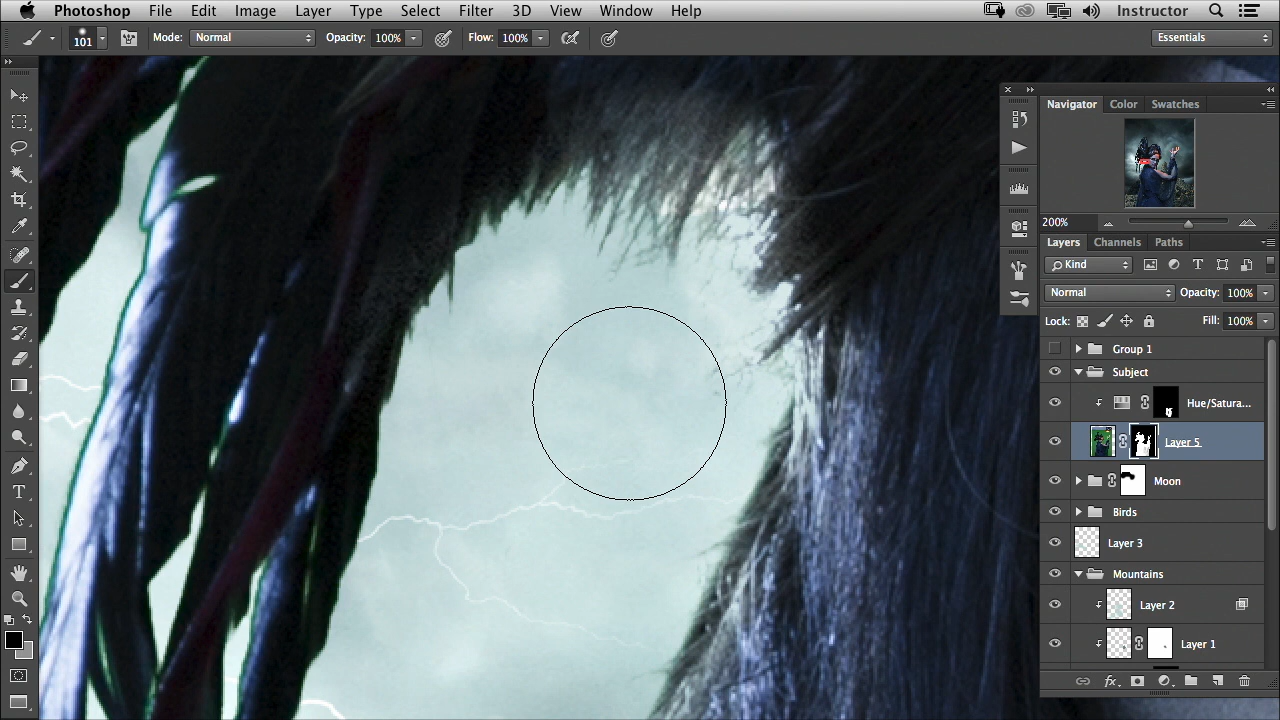 Photoshop File Edit Image Layer Type Select Filter 3D View Window Help Instructor
101 Mode: Normal Opacity: 100% Flow: 100% Essentials
Navigator Color Swatches
200%
Layers Channels Paths
Kind T
Normal Opacity: 100%
Lock: Fill: 100%
Group 1
Subject
Hue/Satura...
Layer 5
Moon
Birds
Layer 3
Mountains
Layer 2
Layer 1
fx
T